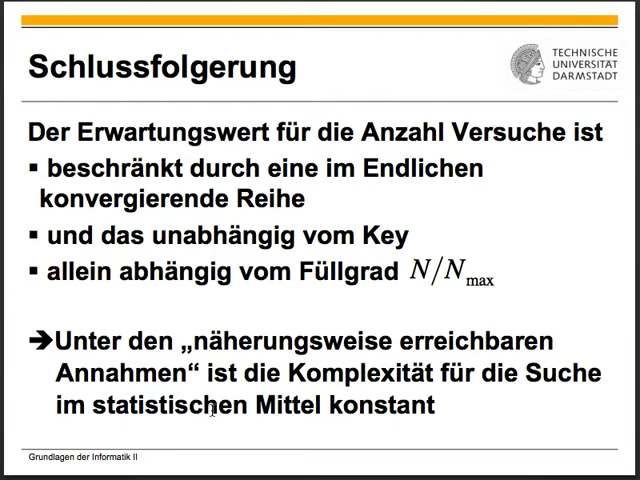 Schlussfolgerung
TECHNISCHE
UNIVERSITÄT
DARMSTADT
Der Erwartungswert für die Anzahl Versuche ist
▪ beschränkt durch eine im Endlichen
konvergierende Reihe
▪ und das unabhängig vom Key
▪ allein abhängig vom Füllgrad N/Nmax
➔Unter den „näherungsweise erreichbaren
Annahmen“ ist die Komplexität für die Suche
im statistischen Mittel konstant
Grundlagen der Informatik II